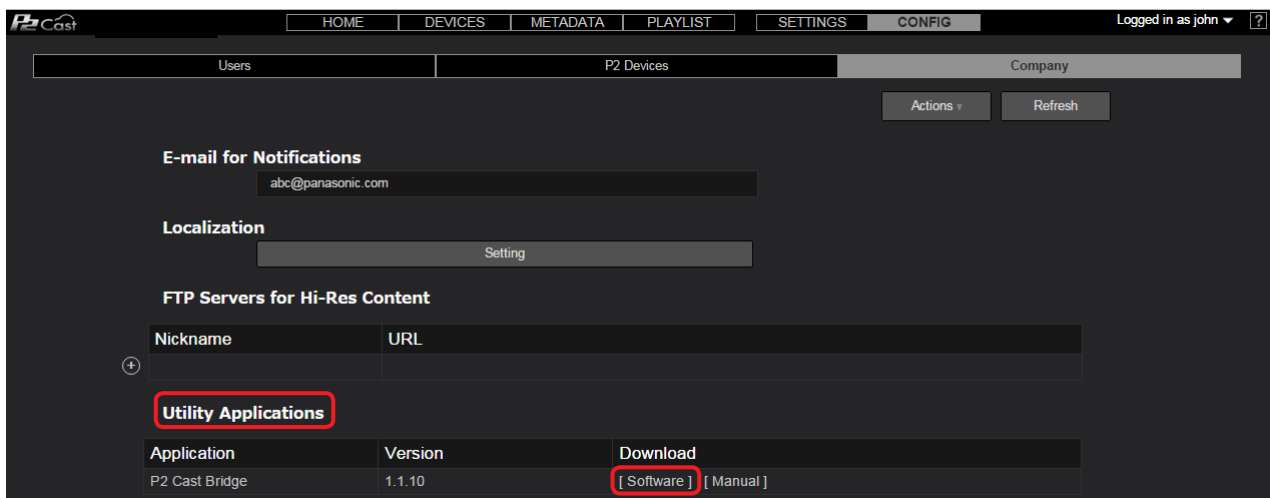 P2 Cast HOME DEVICES METADATA PLAYLIST SETTINGS CONFIG Logged in as john ▼ ?
Users P2 Devices Company
Actions ▼ Refresh
E-mail for Notifications
abc@panasonic.com
Localization
Setting
FTP Servers for Hi-Res Content
Nickname URL
Utility Applications
Application Version Download
P2 Cast Bridge 1.1.10 [ Software ] [ Manual ]